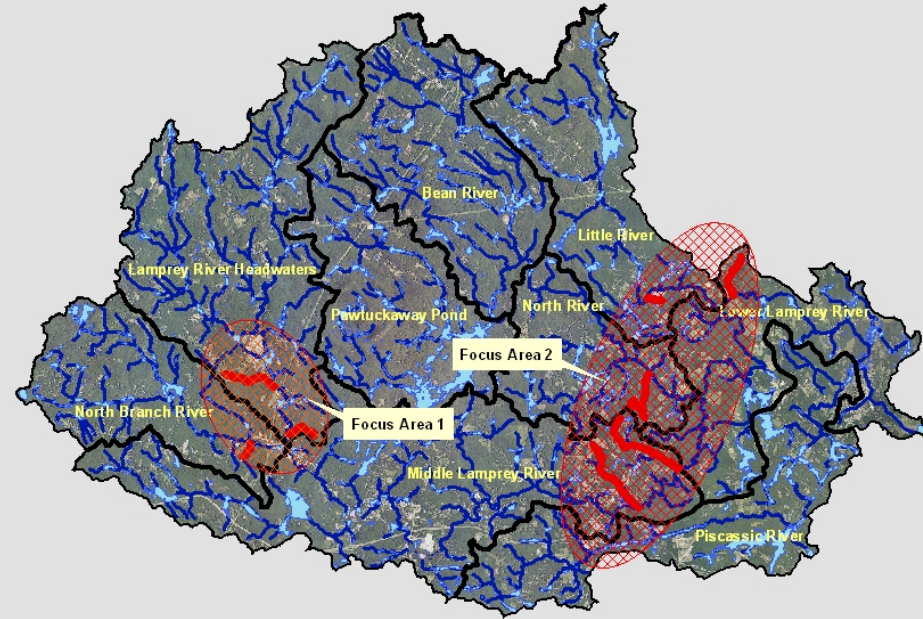 Bean River
Little River
Lamprey River Headwaters
North River
Pawtuckaway Pond
Lower Lamprey River
Focus Area 2
North Branch River
Focus Area 1
Middle Lamprey River
Piscassic River